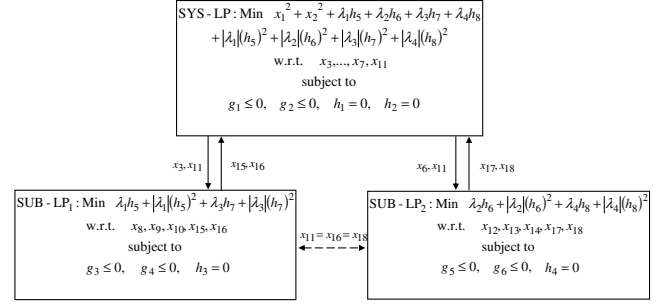 SYS - LP : Min x₁² + x₂² + λ₁h₅ + λ₂h₆ + λ₃h₇ + λ₄h₈
+ |λ₁|(h₅)² + |λ₂|(h₆)² + |λ₃|(h₇)² + |λ₄|(h₈)²
w.r.t. x₃,..., x₇, x₁₁
subject to
g₁ ≤ 0, g₂ ≤ 0, h₁ = 0, h₂ = 0
x₃, x₁₁
x₁₅, x₁₆
x₆, x₁₁
x₁₇, x₁₈
SUB - LP₁ : Min λ₁h₅ + |λ₁|(h₅)² + λ₃h₇ + |λ₃|(h₇)²
w.r.t. x₈, x₉, x₁₀, x₁₅, x₁₆
subject to
g₃ ≤ 0, g₄ ≤ 0, h₃ = 0
x₁₁ = x₁₆ = x₁₈
SUB - LP₂ : Min λ₂h₆ + |λ₂|(h₆)² + λ₄h₈ + |λ₄|(h₈)²
w.r.t. x₁₂, x₁₃, x₁₄, x₁₇, x₁₈
subject to
g₅ ≤ 0, g₆ ≤ 0, h₄ = 0